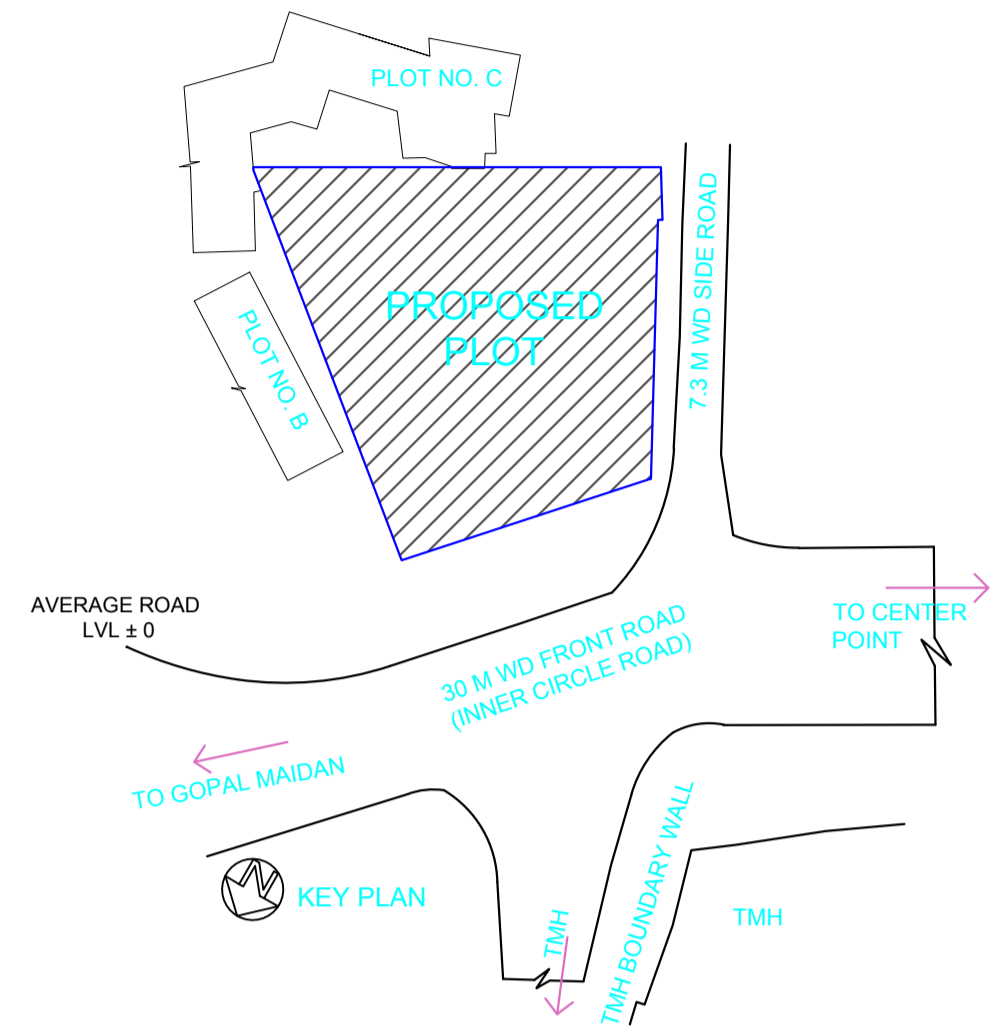 PLOT NO. C
PROPOSED
PLOT
7.3 M WD SIDE ROAD
PLOT NO. B
AVERAGE ROAD
LVL ± 0
30 M WD FRONT ROAD
(INNER CIRCLE ROAD)
TO CENTER
POINT
TO GOPAL MAIDAN
N
KEY PLAN
TMH
TMH BOUNDARY WALL
TMH